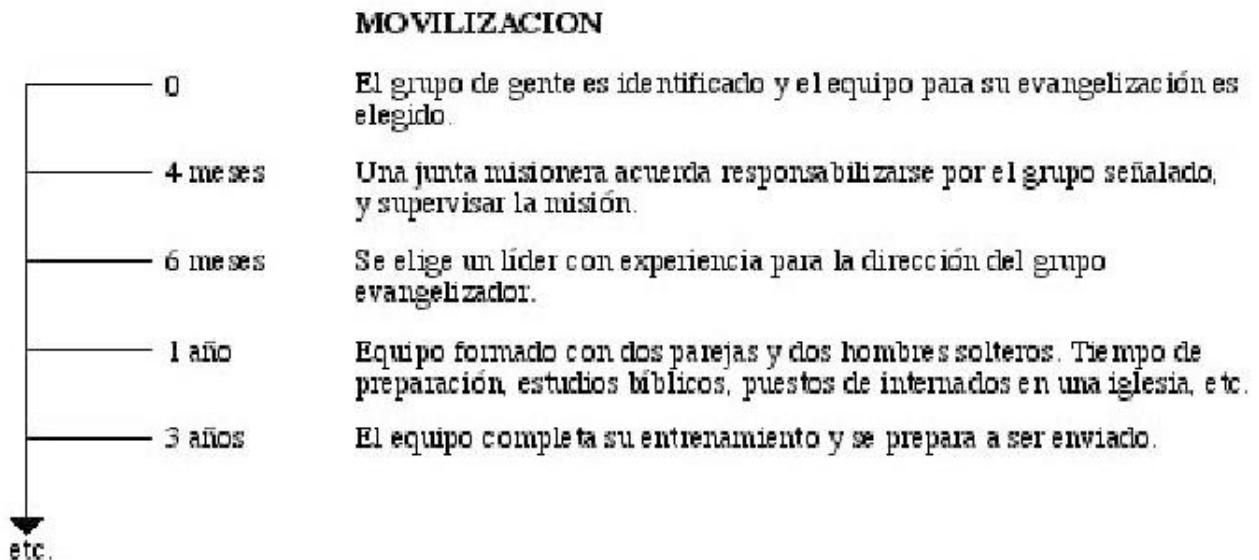 MOVILIZACION
0 El grupo de gente es identificado y el equipo para su evangelización es
elegido.
4 meses Una junta misionera acuerda responsabilizarse por el grupo señalado,
y supervisar la misión.
6 meses Se elige un líder con experiencia para la dirección del grupo
evangelizador.
1 año Equipo formado con dos parejas y dos hombres solteros. Tiempo de
preparación, estudios bíblicos, puestos de internados en una iglesia, etc.
3 años El equipo completa su entrenamiento y se prepara a ser enviado.
etc.